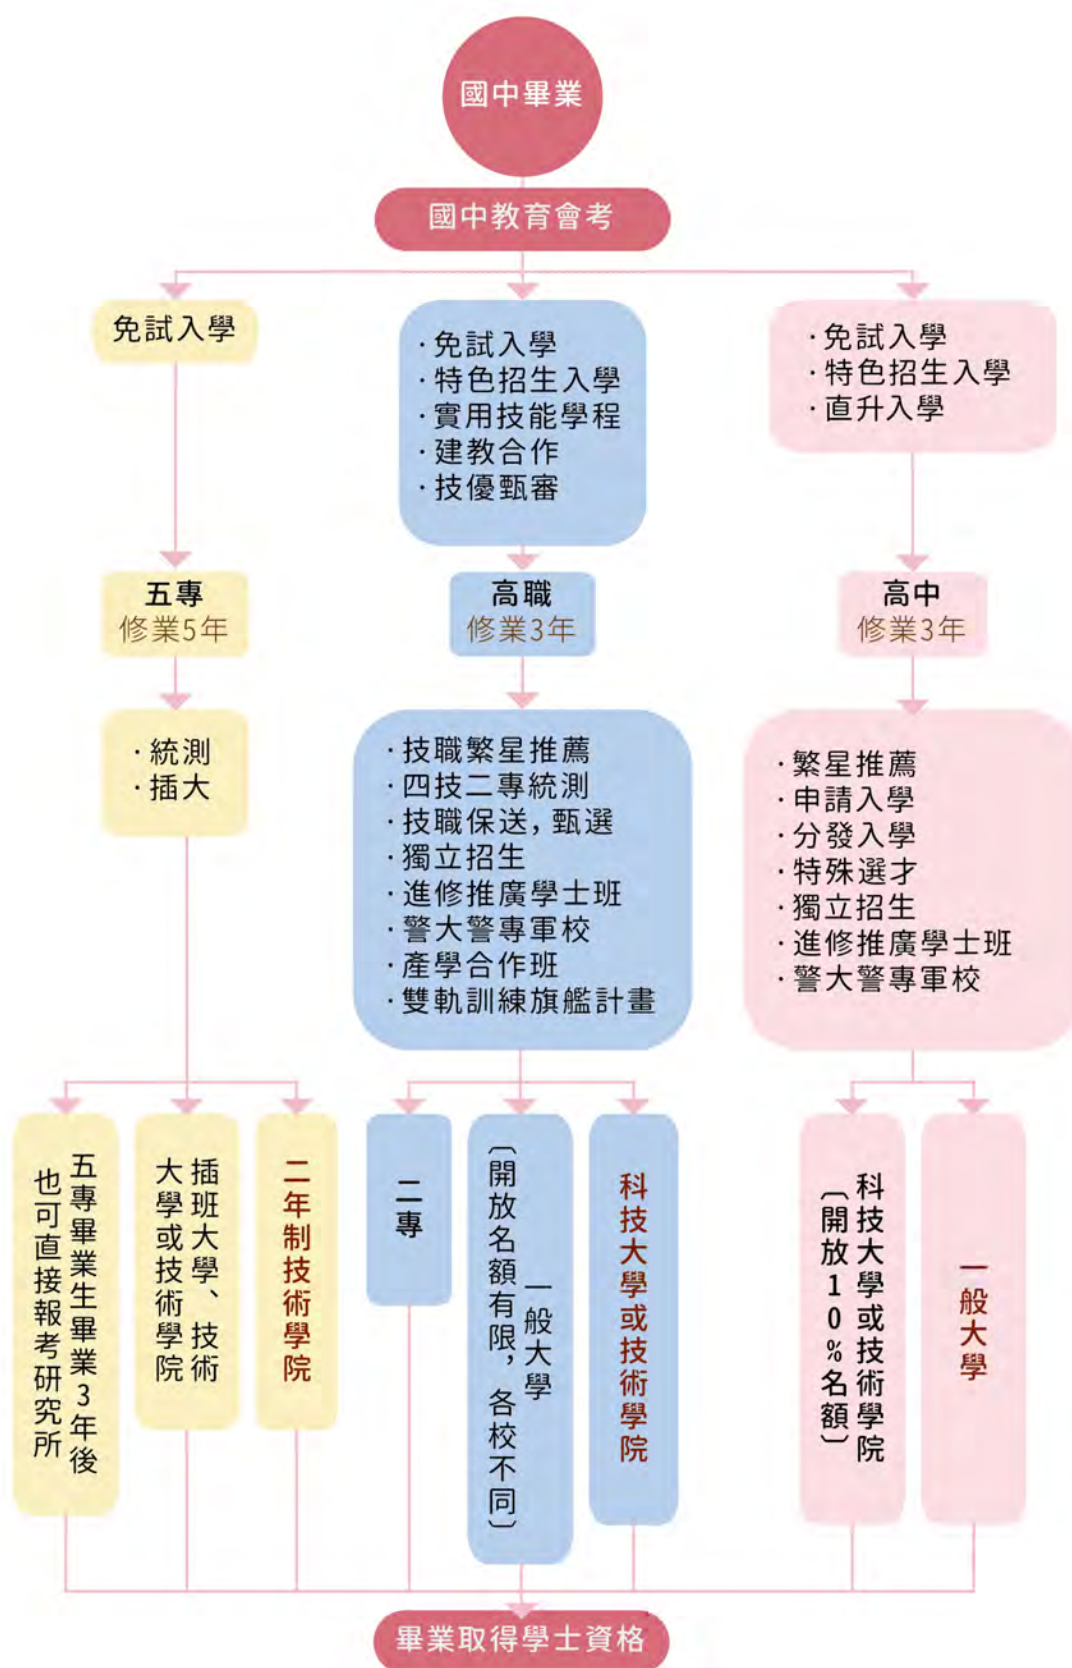 國中畢業
國中教育會考
免試入學
·免試入學
·特色招生入學
·實用技能學程
·建教合作
·技優甄審
·免試入學
·特色招生入學
·直升入學
五專
修業5年
高職
修業3年
高中
修業3年
·統測
·插大
·技職繁星推薦
·四技二專統測
·技職保送，甄選
·獨立招生
·進修推廣學士班
·警大警專軍校
·產學合作班
·雙軌訓練旗艦計畫
·繁星推薦
·申請入學
·分發入學
·特殊選才
·獨立招生
·進修推廣學士班
·警大警專軍校
五專畢業生畢業3年後
也可直接報考研究所
插班大學、技術
大學或技術學院
二年制技術學院
二專
一般大學
〔開放名額有限，各校不同〕
科技大學或技術學院
科技大學或技術學院
〔開放10%名額〕
一般大學
畢業取得學士資格